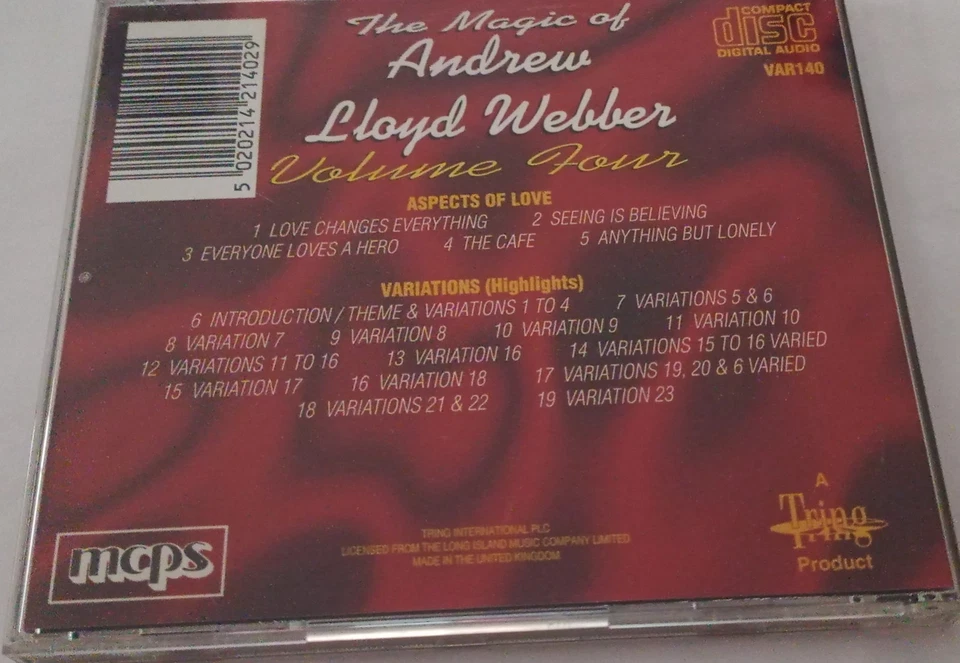 The Magic of
Andrew
Lloyd Webber
Volume Four
COMPACT
disc
DIGITAL AUDIO
VAR140
5 020214 214029
ASPECTS OF LOVE
1 LOVE CHANGES EVERYTHING 2 SEEING IS BELIEVING
3 EVERYONE LOVES A HERO 4 THE CAFE 5 ANYTHING BUT LONELY
VARIATIONS (Highlights)
6 INTRODUCTION / THEME & VARIATIONS 1 TO 4 7 VARIATIONS 5 & 6
8 VARIATION 7 9 VARIATION 8 10 VARIATION 9 11 VARIATION 10
12 VARIATIONS 11 TO 16 13 VARIATION 16 14 VARIATIONS 15 TO 16 VARIED
15 VARIATION 17 16 VARIATION 18 17 VARIATIONS 19, 20 & 6 VARIED
18 VARIATIONS 21 & 22 19 VARIATION 23
mcps
TRING INTERNATIONAL PLC
LICENSED FROM THE LONG ISLAND MUSIC COMPANY LIMITED
MADE IN THE UNITED KINGDOM
A
Tring
Product